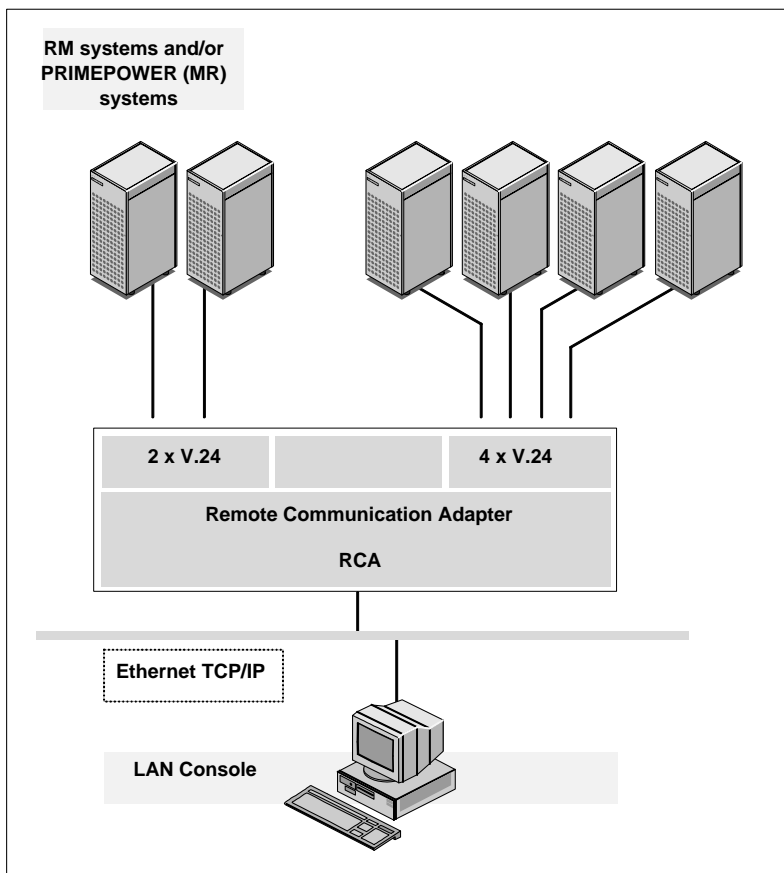 RM systems and/or
PRIMEPOWER (MR)
systems
2 x V.24
4 x V.24
Remote Communication Adapter
RCA
Ethernet TCP/IP
LAN Console